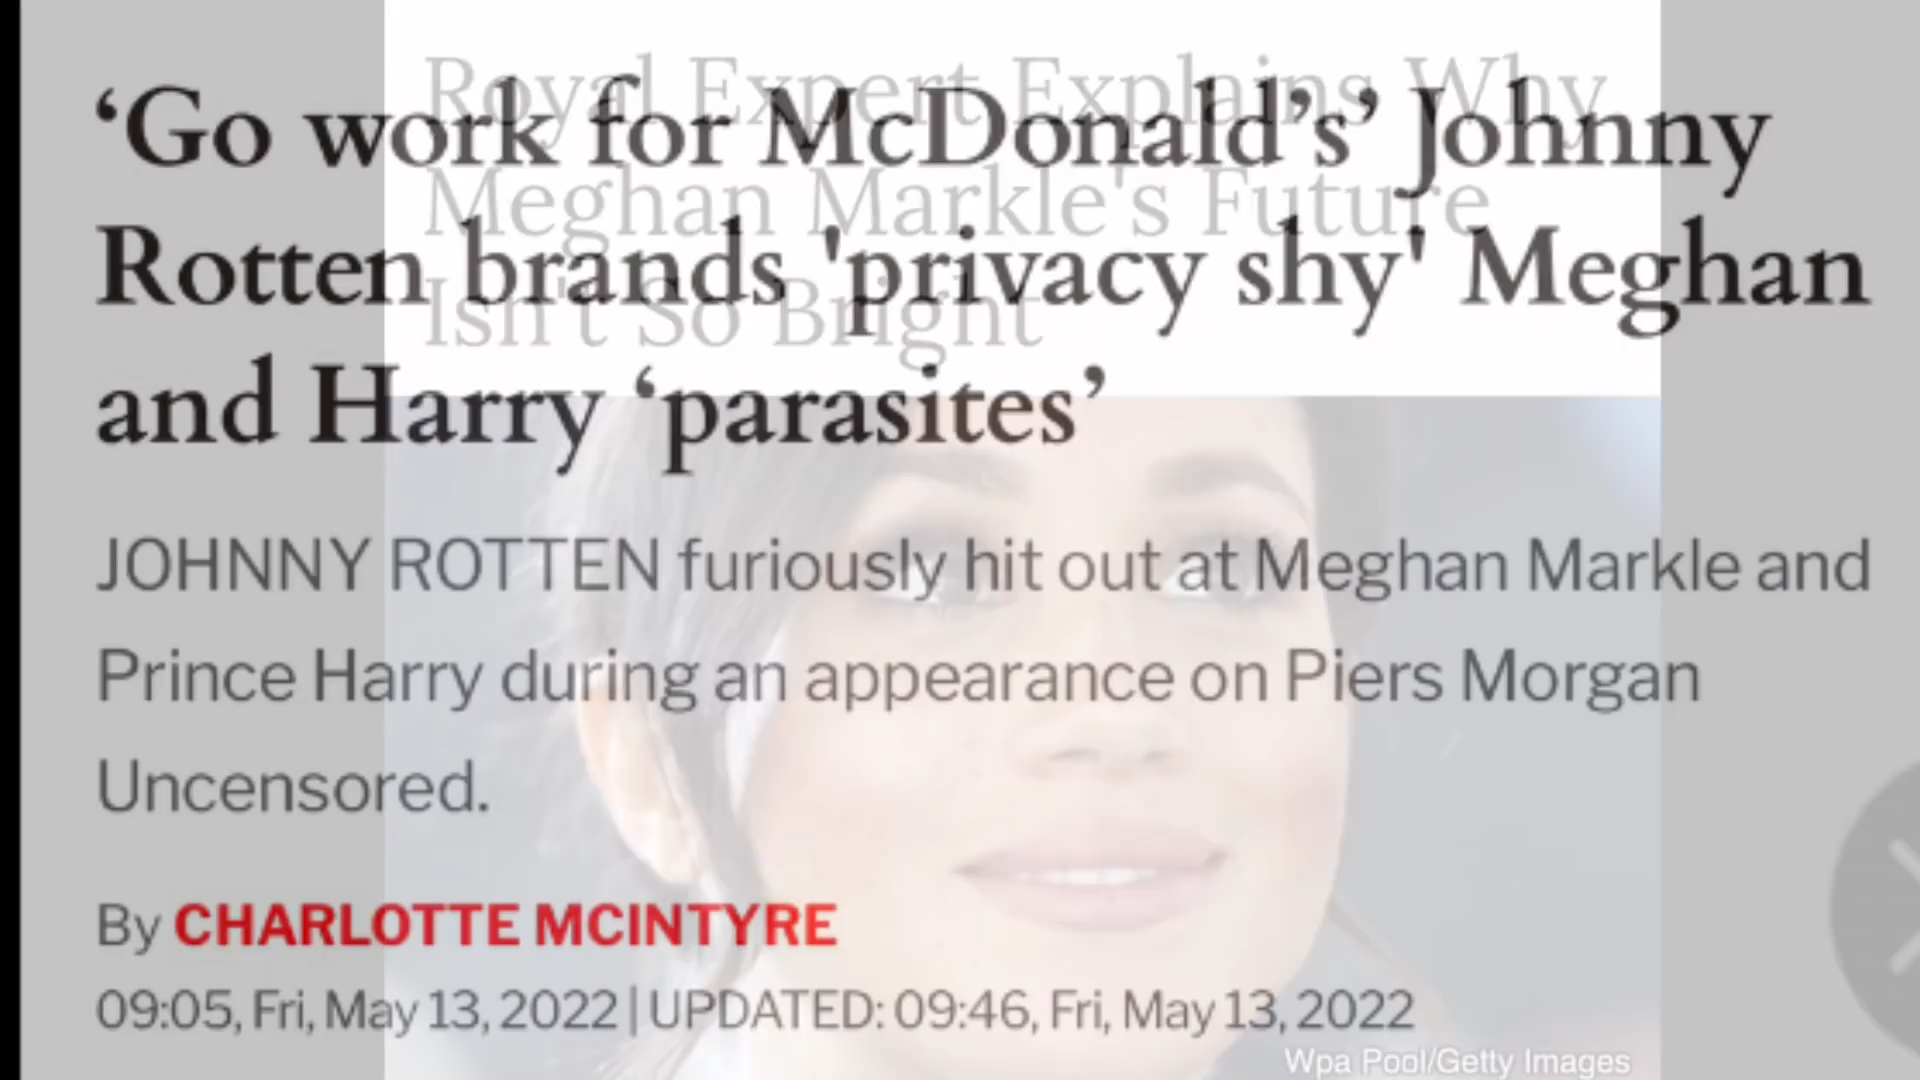 ‘Go work for McDonald’s’ Johnny
Rotten brands 'privacy shy' Meghan
and Harry ‘parasites’
Royal Expert Explains Why
Meghan Markle's Future
Isn't So Bright
JOHNNY ROTTEN furiously hit out at Meghan Markle and
Prince Harry during an appearance on Piers Morgan
Uncensored.
By CHARLOTTE MCINTYRE
09:05, Fri, May 13, 2022 | UPDATED: 09:46, Fri, May 13, 2022
Wpa Pool/Getty Images